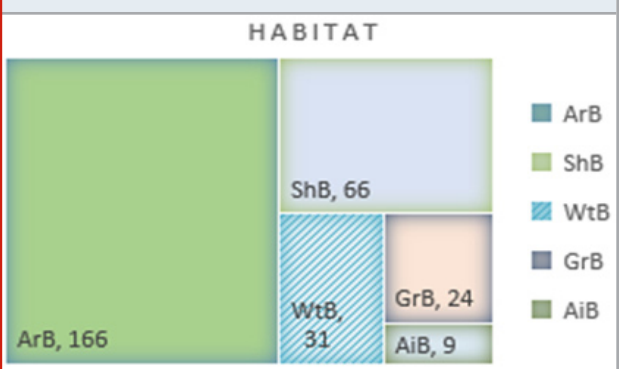 HABITAT
ArB, 166
ShB, 66
WtB,
31
GrB, 24
AiB, 9
ArB
ShB
WtB
GrB
AiB